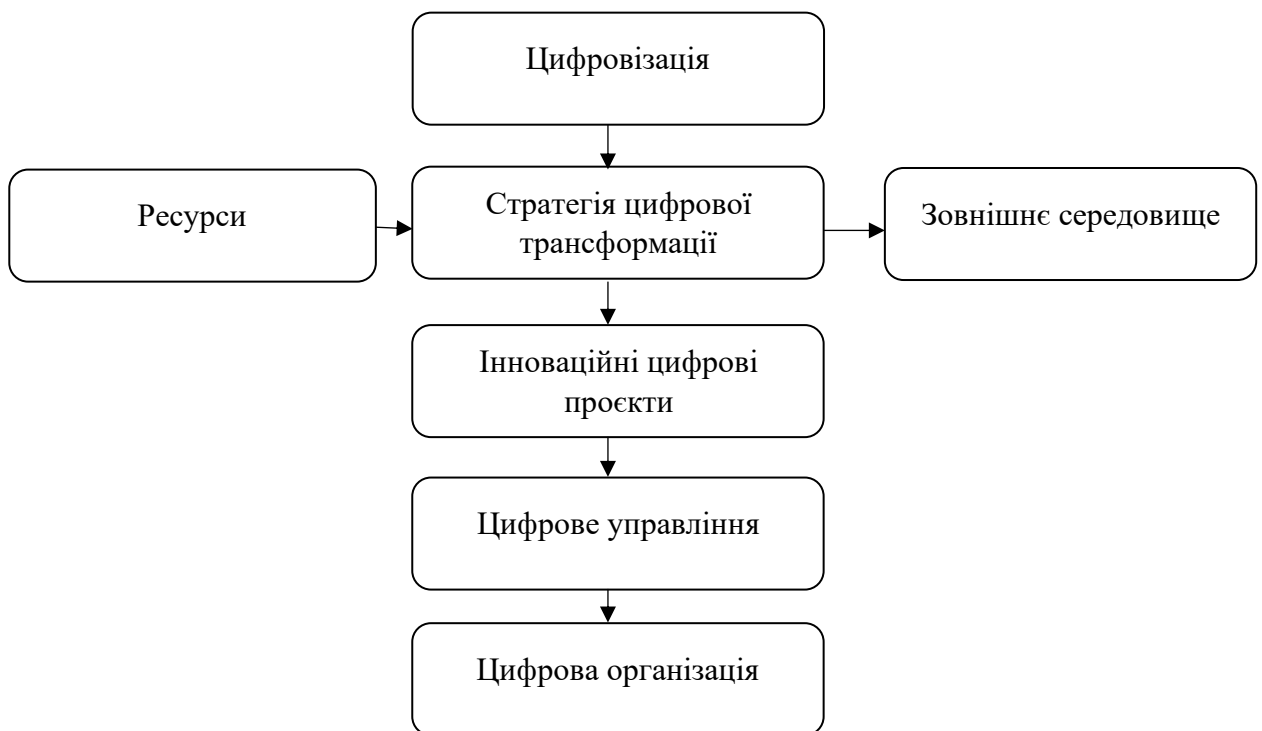 Цифровізація
Ресурси
Стратегія цифрової
трансформації
Зовнішнє середовище
Інноваційні цифрові
проєкти
Цифрове управління
Цифрова організація